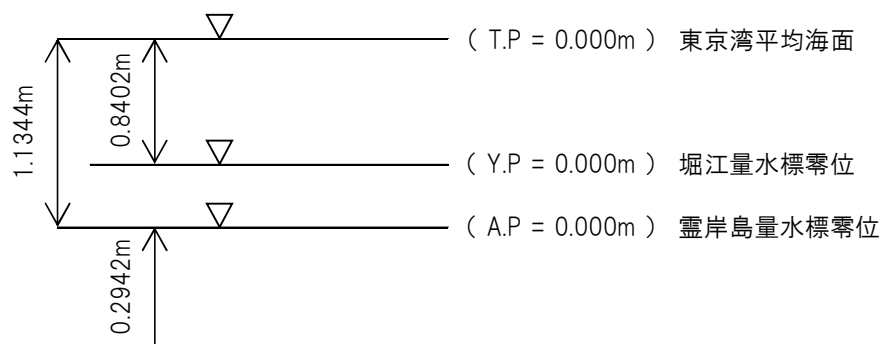 ( T.P = 0.000m ) 東京湾平均海面
1.1344m
0.8402m
( Y.P = 0.000m ) 堀江量水標零位
( A.P = 0.000m ) 霊岸島量水標零位
0.2942m